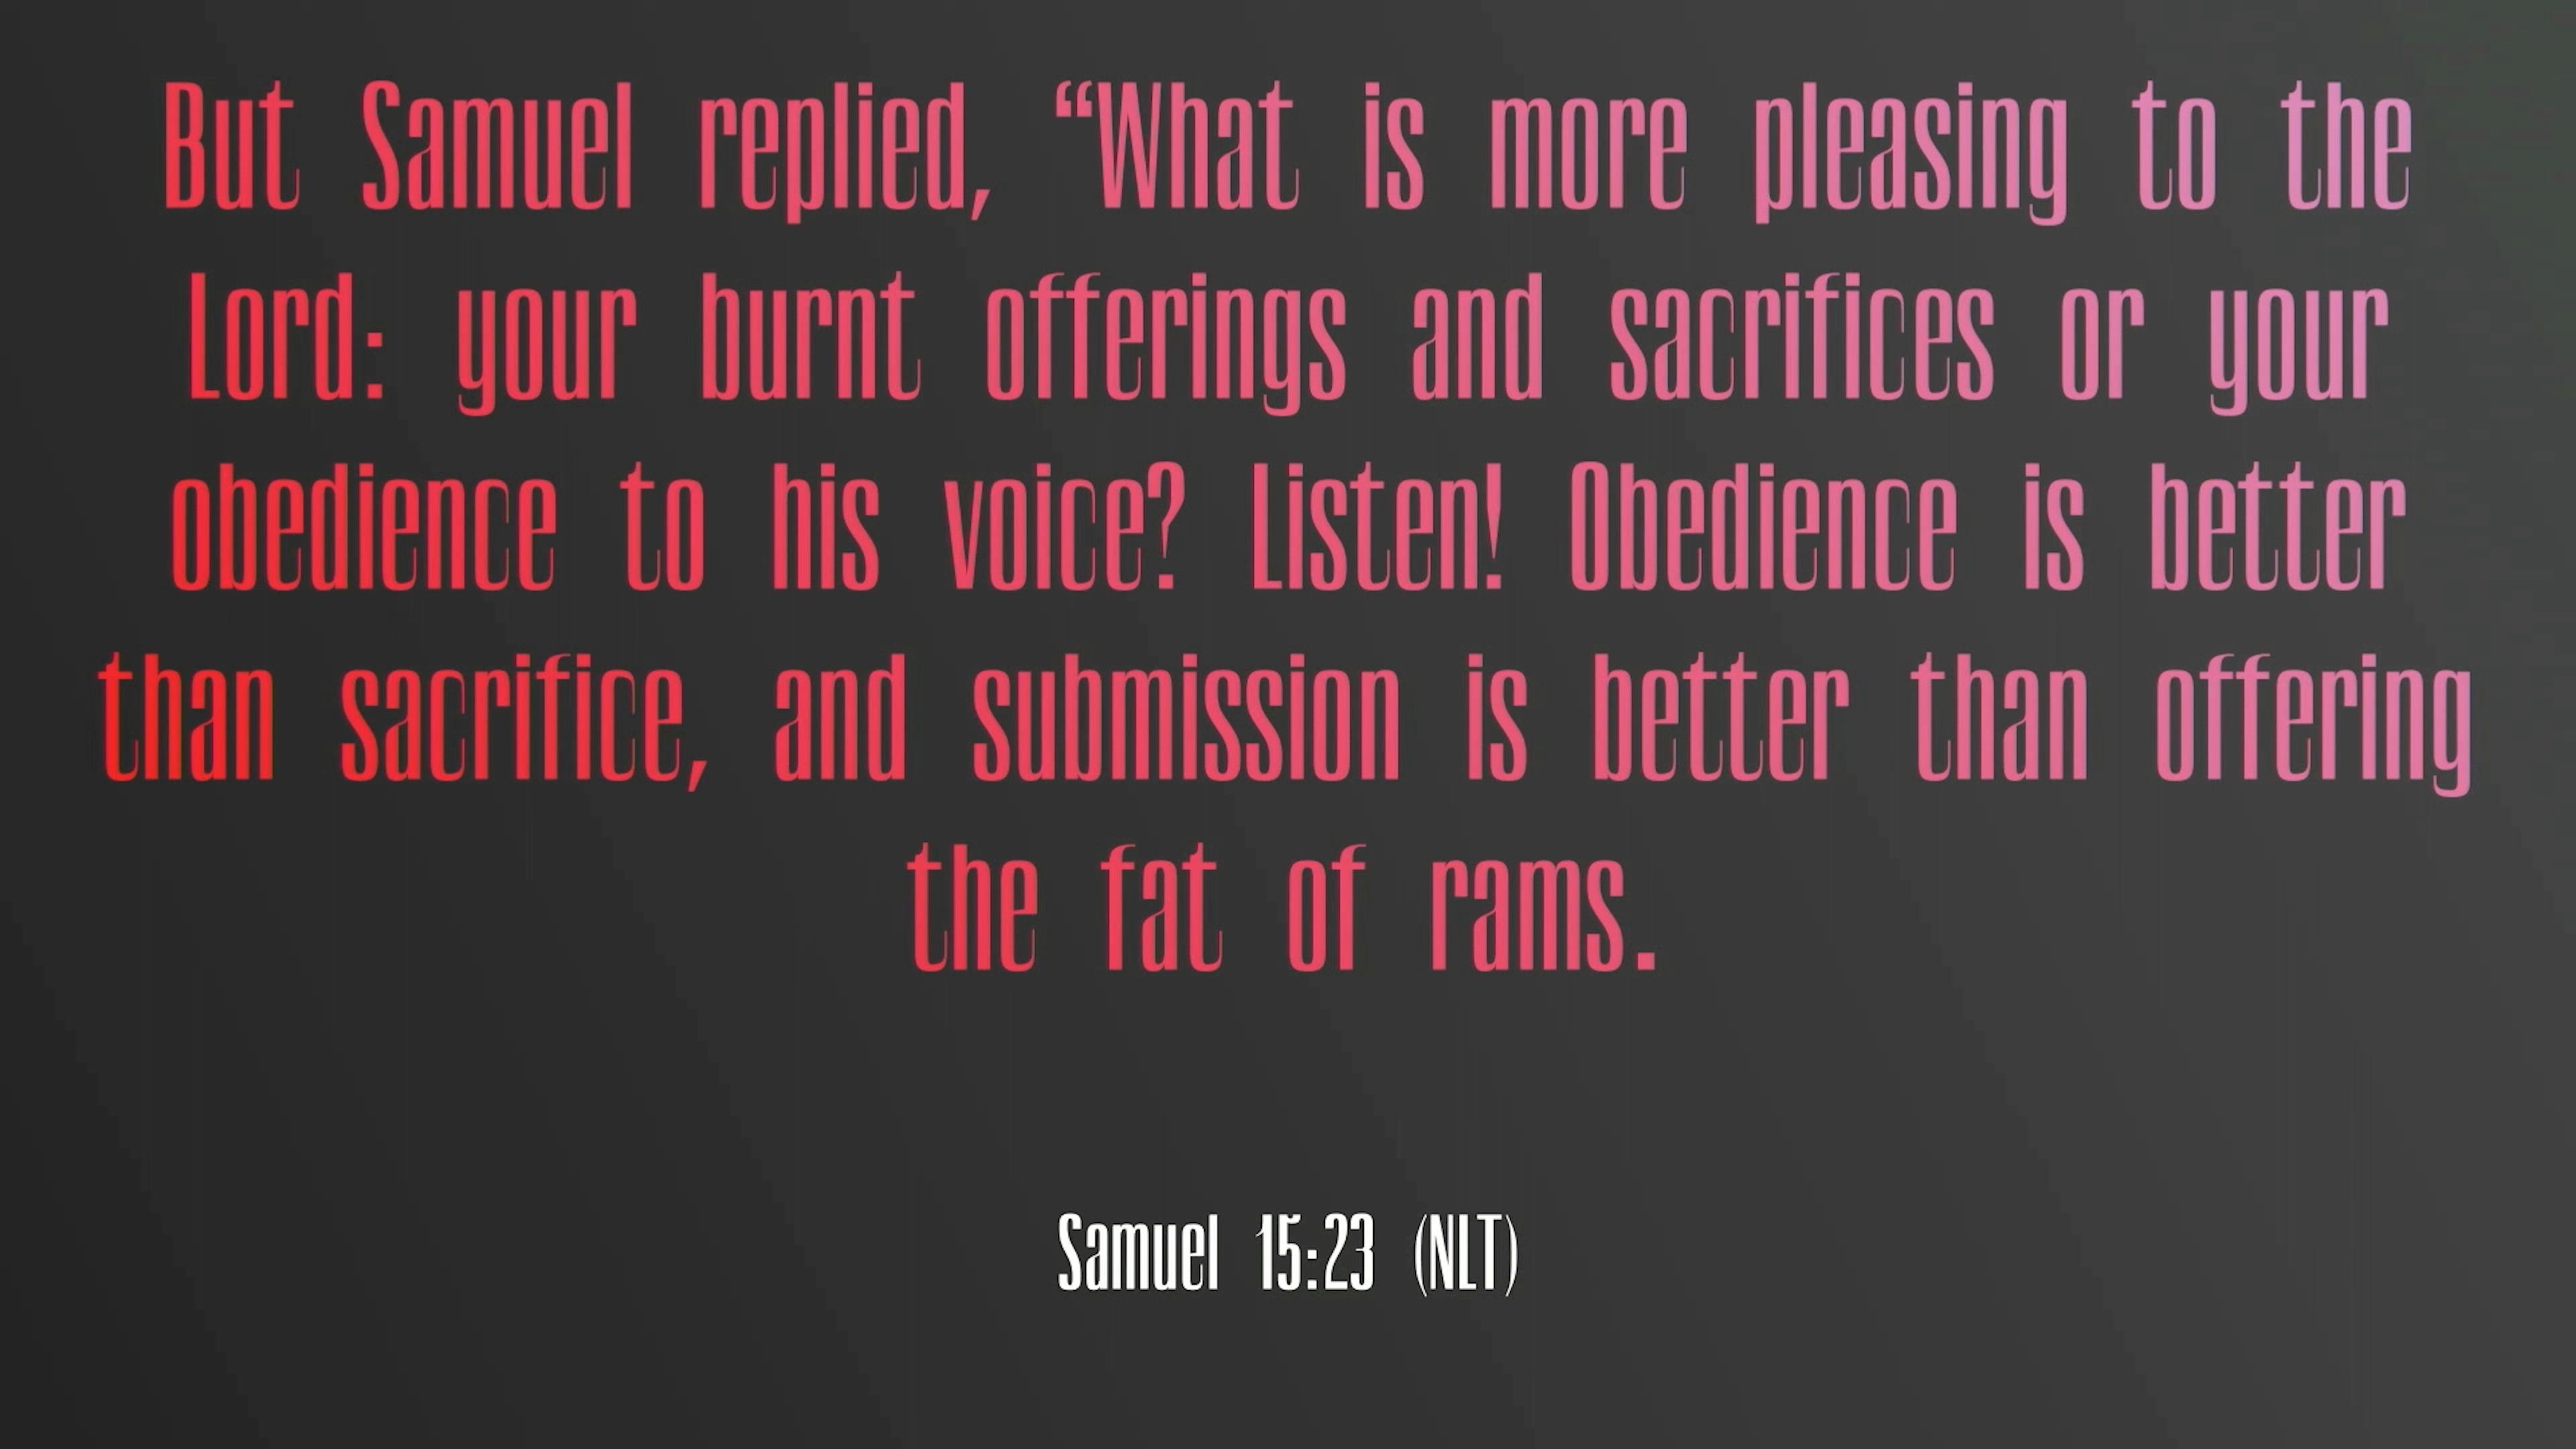 But Samuel replied, “What is more pleasing to the
Lord: your burnt offerings and sacrifices or your
obedience to his voice? Listen! Obedience is better
than sacrifice, and submission is better than offering
the fat of rams.
Samuel 15:23 (NLT)